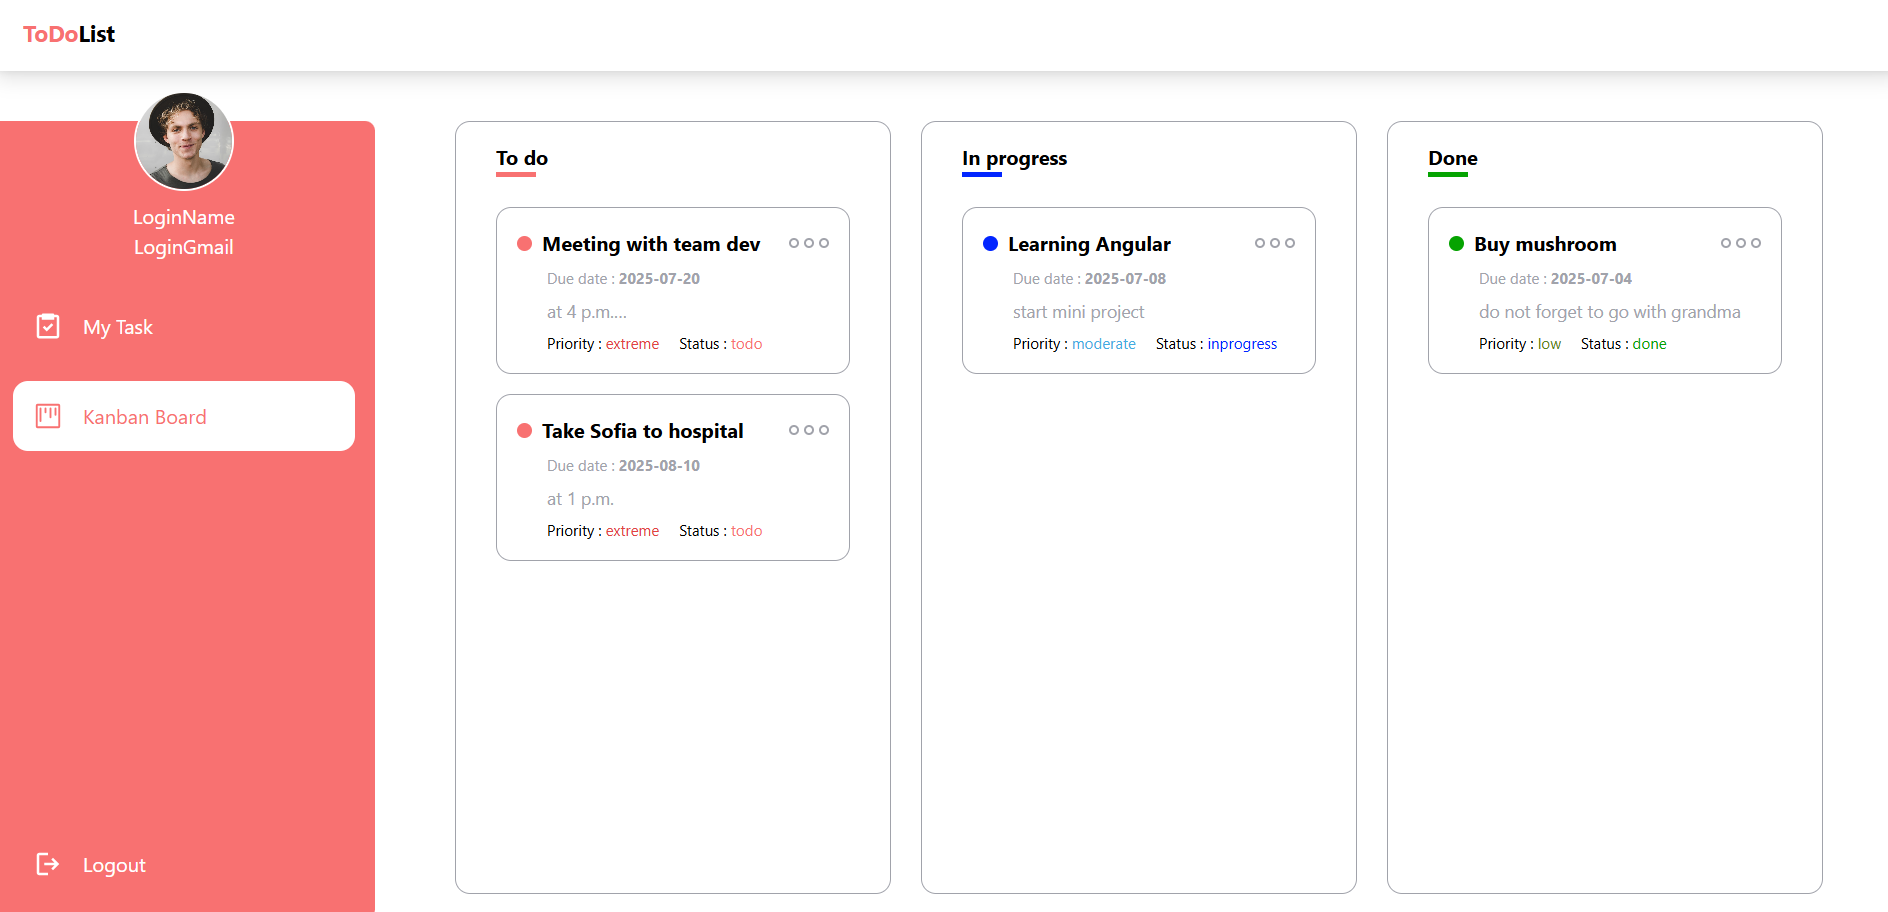 ToDoList
LoginName
LoginGmail
My Task
Kanban Board
Logout
To do
Meeting with team dev
Due date : 2025-07-20
at 4 p.m....
Priority : extreme Status : todo
Take Sofia to hospital
Due date : 2025-08-10
at 1 p.m.
Priority : extreme Status : todo
In progress
Learning Angular
Due date : 2025-07-08
start mini project
Priority : moderate Status : inprogress
Done
Buy mushroom
Due date : 2025-07-04
do not forget to go with grandma
Priority : low Status : done